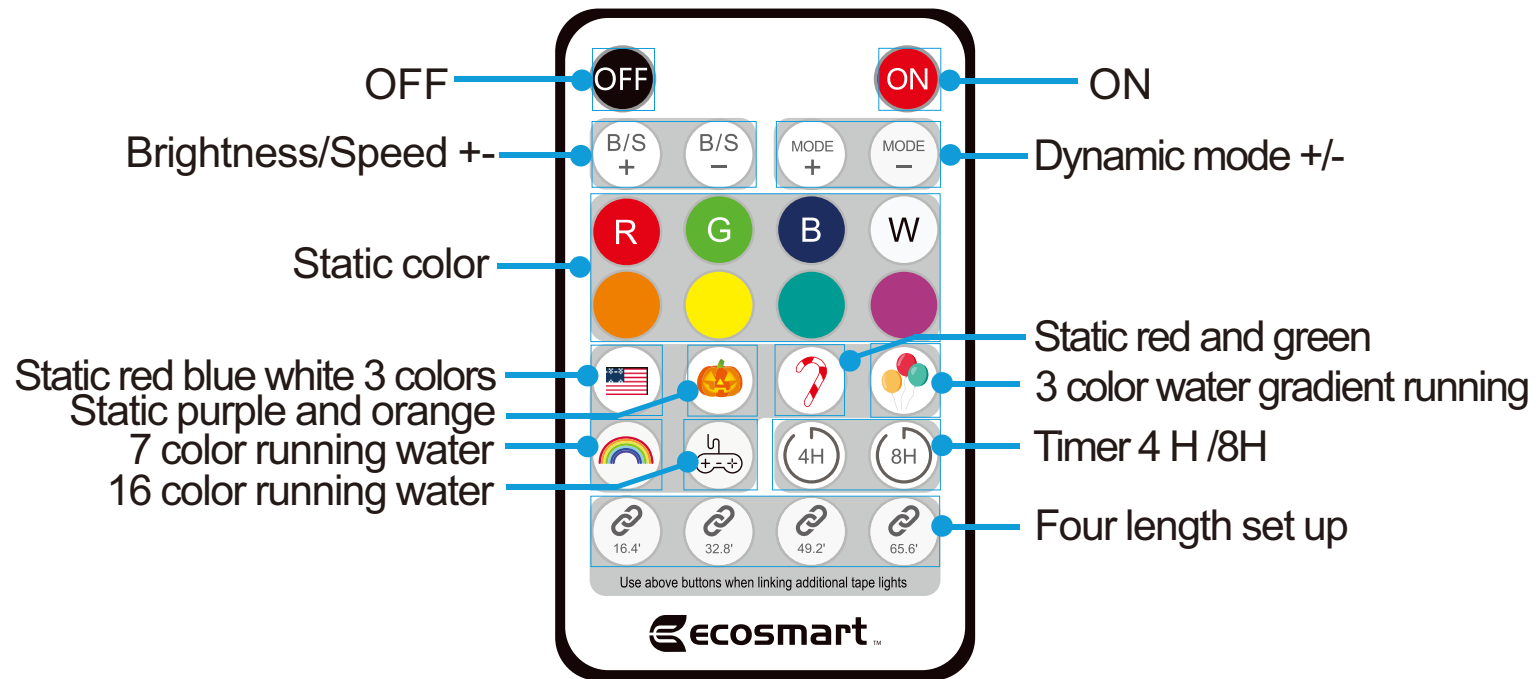 OFF
OFF
ON
ON
Brightness/Speed +-
B/S
+
B/S
−
MODE
+
MODE
−
Dynamic mode +/-
Static color
R
G
B
W
Static red and green
Static red blue white 3 colors
3 color water gradient running
Static purple and orange
7 color running water
4H
8H
Timer 4 H /8H
16 color running water
16.4'
32.8'
49.2'
65.6'
Four length set up
Use above buttons when linking additional tape lights
ecosmart™